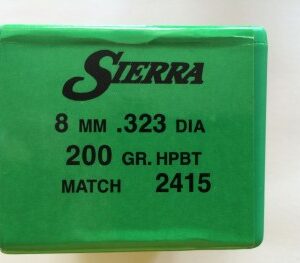 SIERRA
8 MM .323 DIA
200 GR. HPBT
MATCH 2415